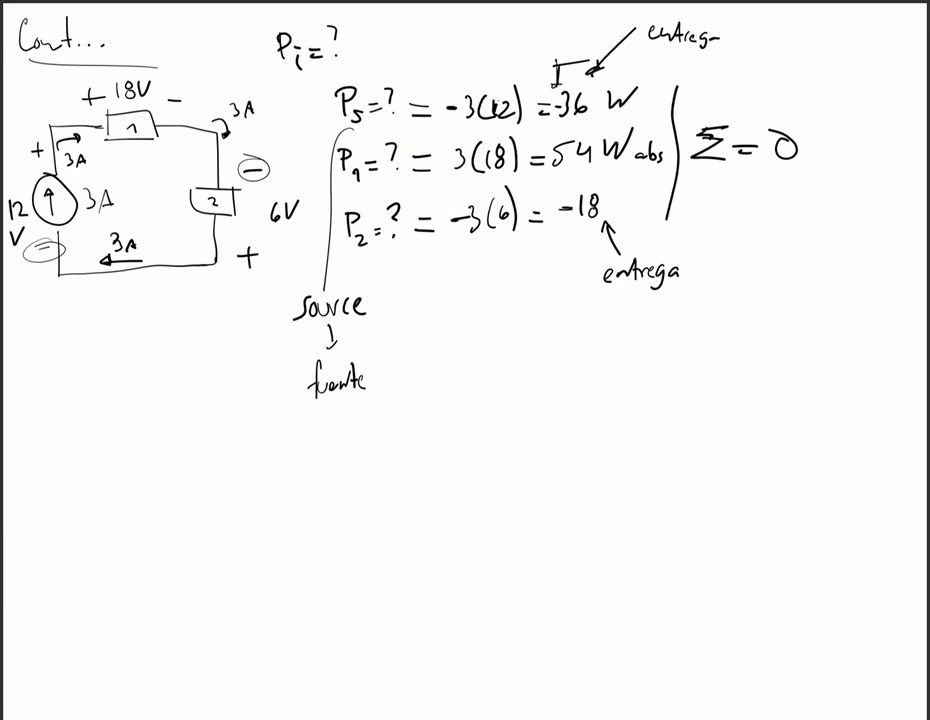 Cont...
Pi = ?
entrega
+ 18V -
1
3A
+
3A
12 V
3A
-
-
2
6V
3A
+
Ps = ? = -3(12) = -36 W
P1 = ? = 3(18) = 54 W abs
P2 = ? = -3(6) = -18
Σ = 0
entrega
source
fuente